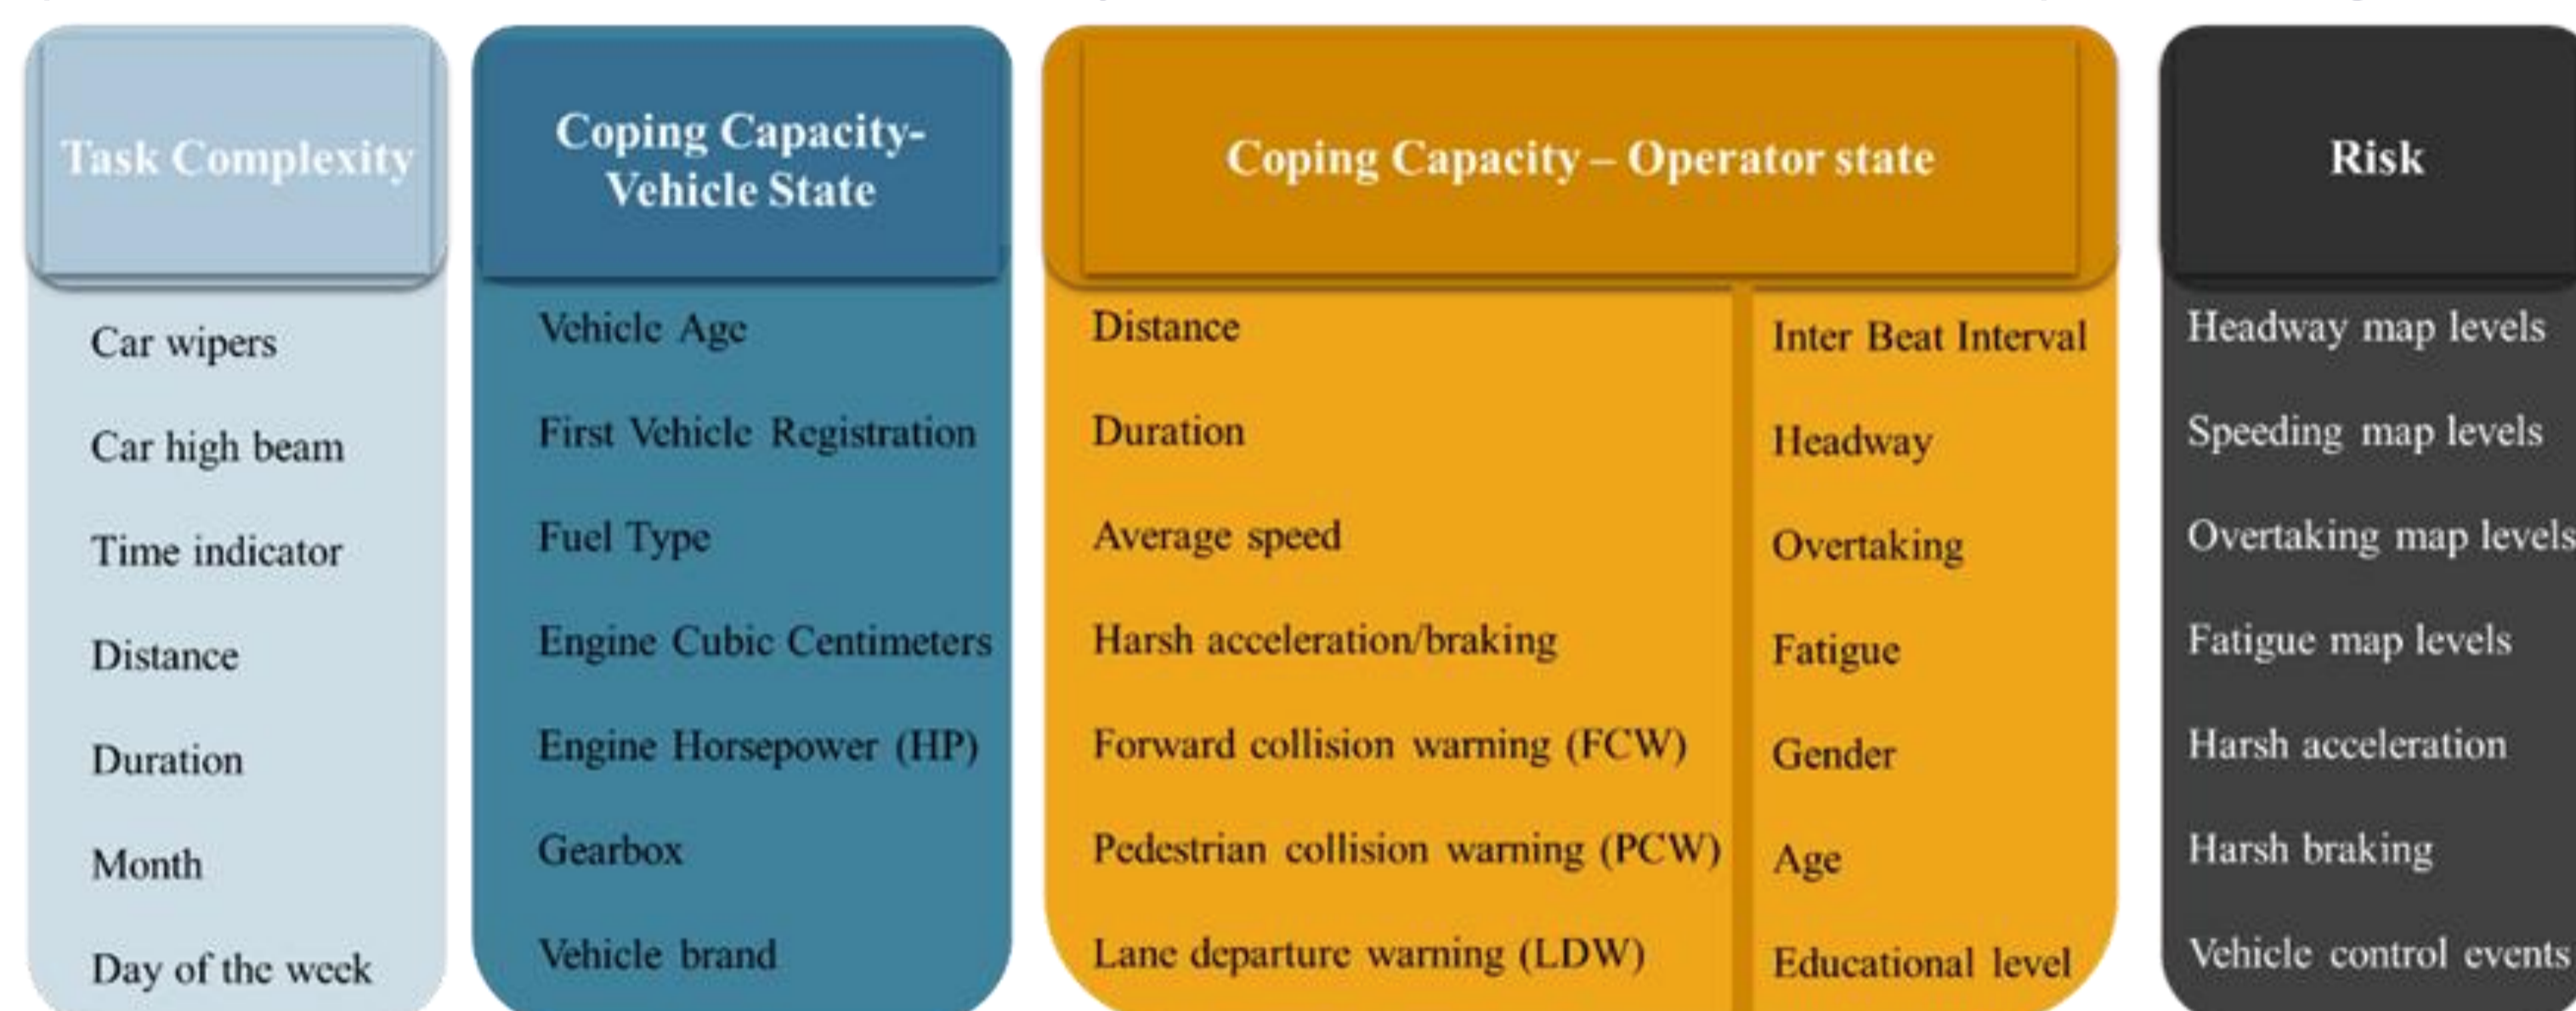 Task Complexity
Car wipers
Car high beam
Time indicator
Distance
Duration
Month
Day of the week
Coping Capacity-
Vehicle State
Vehicle Age
First Vehicle Registration
Fuel Type
Engine Cubic Centimeters
Engine Horsepower (HP)
Gearbox
Vehicle brand
Coping Capacity – Operator state
Distance
Duration
Average speed
Harsh acceleration/braking
Forward collision warning (FCW)
Pedestrian collision warning (PCW)
Lane departure warning (LDW)
Inter Beat Interval
Headway
Overtaking
Fatigue
Gender
Age
Educational level
Risk
Headway map levels
Speeding map levels
Overtaking map levels
Fatigue map levels
Harsh acceleration
Harsh braking
Vehicle control events